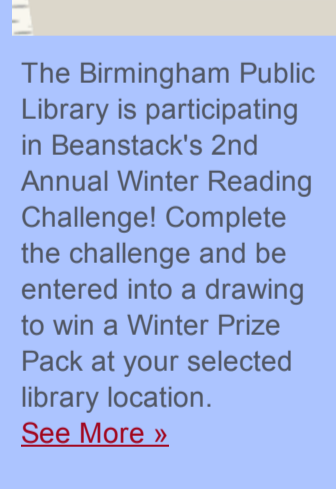 The Birmingham Public
Library is participating
in Beanstack's 2nd
Annual Winter Reading
Challenge! Complete
the challenge and be
entered into a drawing
to win a Winter Prize
Pack at your selected
library location.
See More »